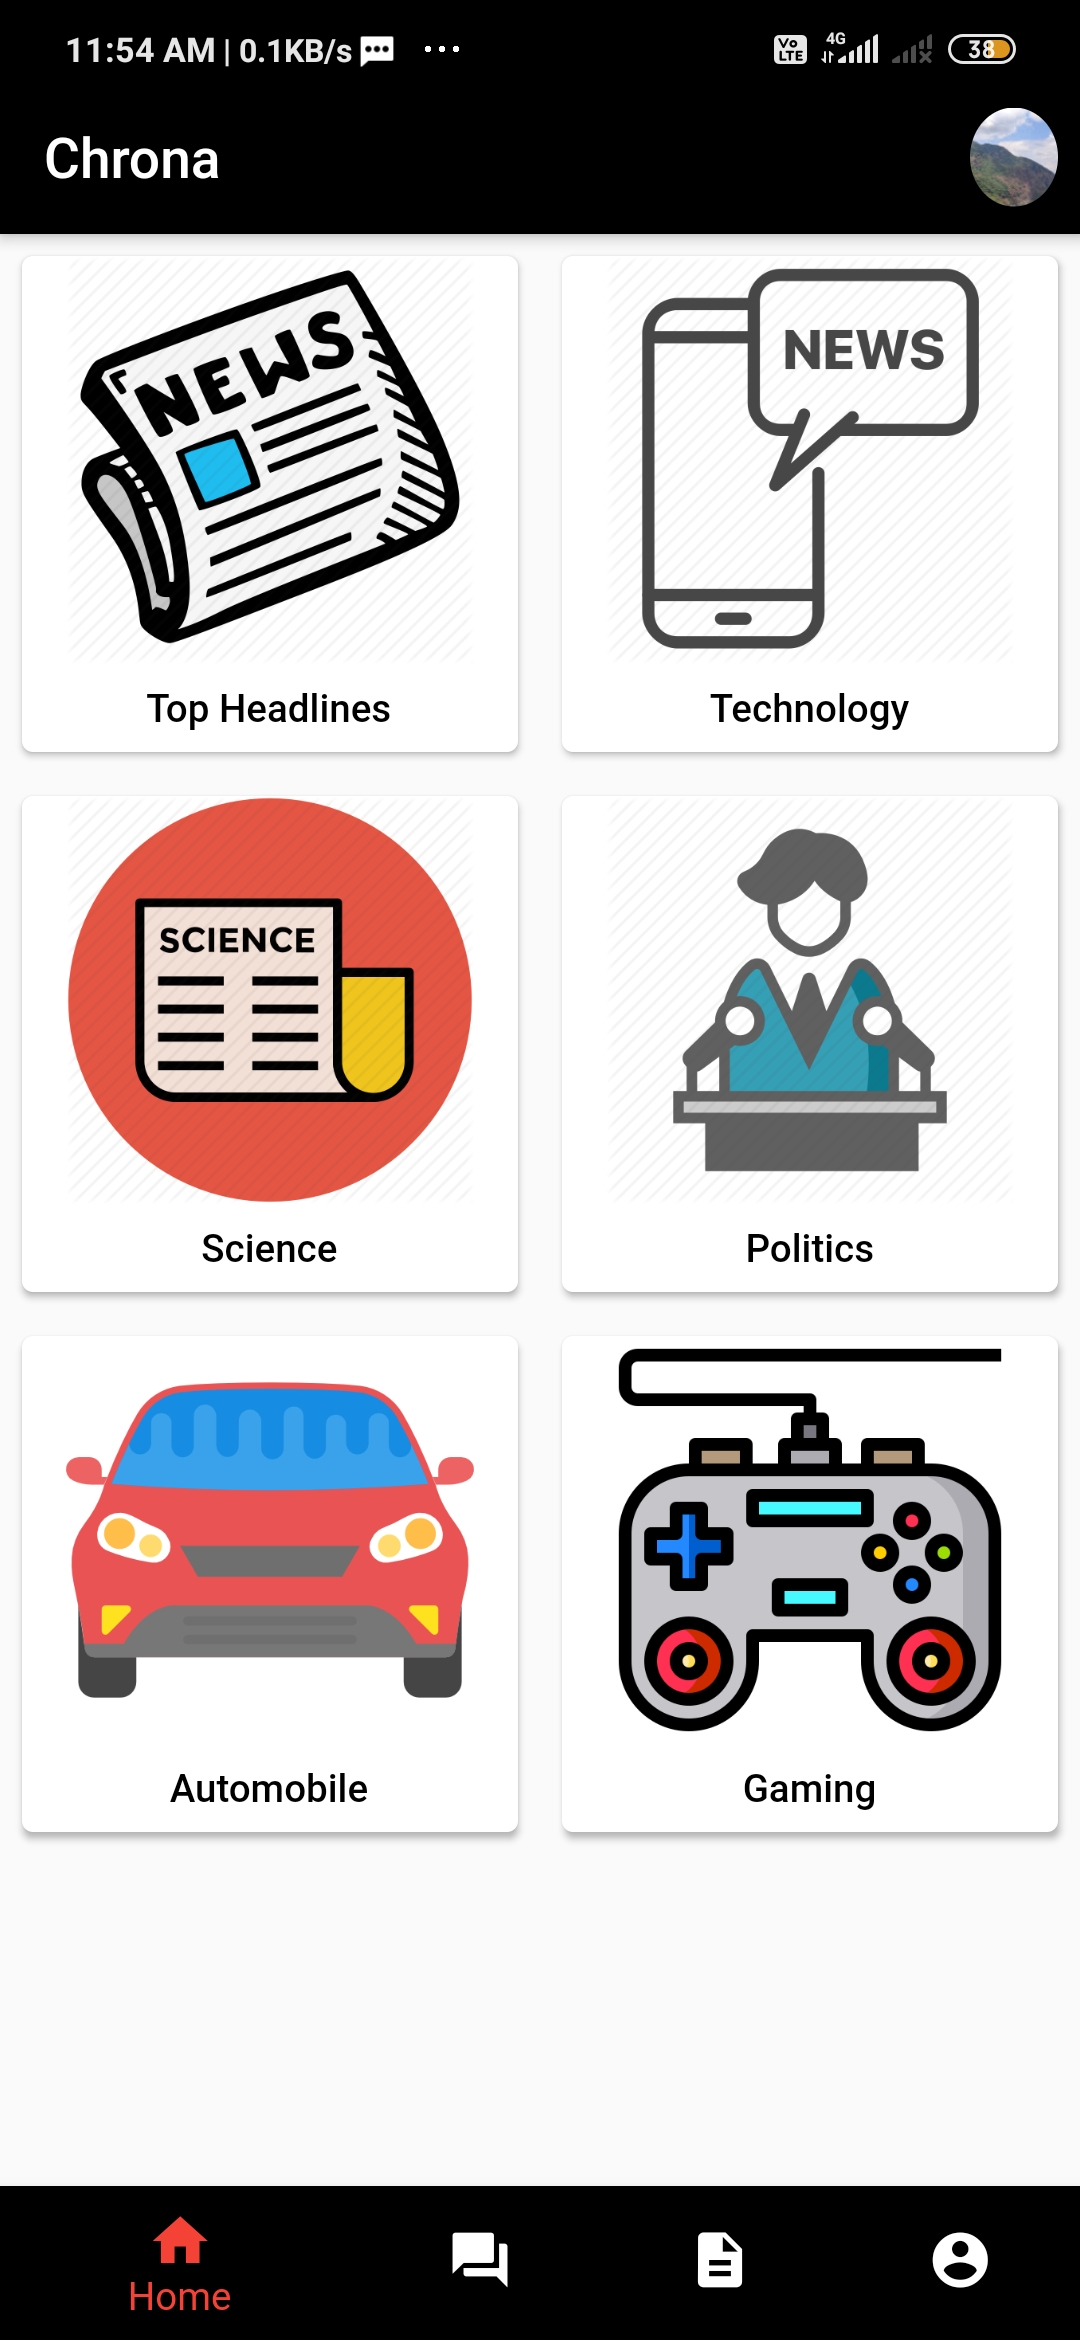 11:54 AM | 0.1KB/s ... Vo LTE 4G 38
Chrona
NEWS
NEWS
Top Headlines
Technology
SCIENCE
Science
Politics
Automobile
Gaming
Home